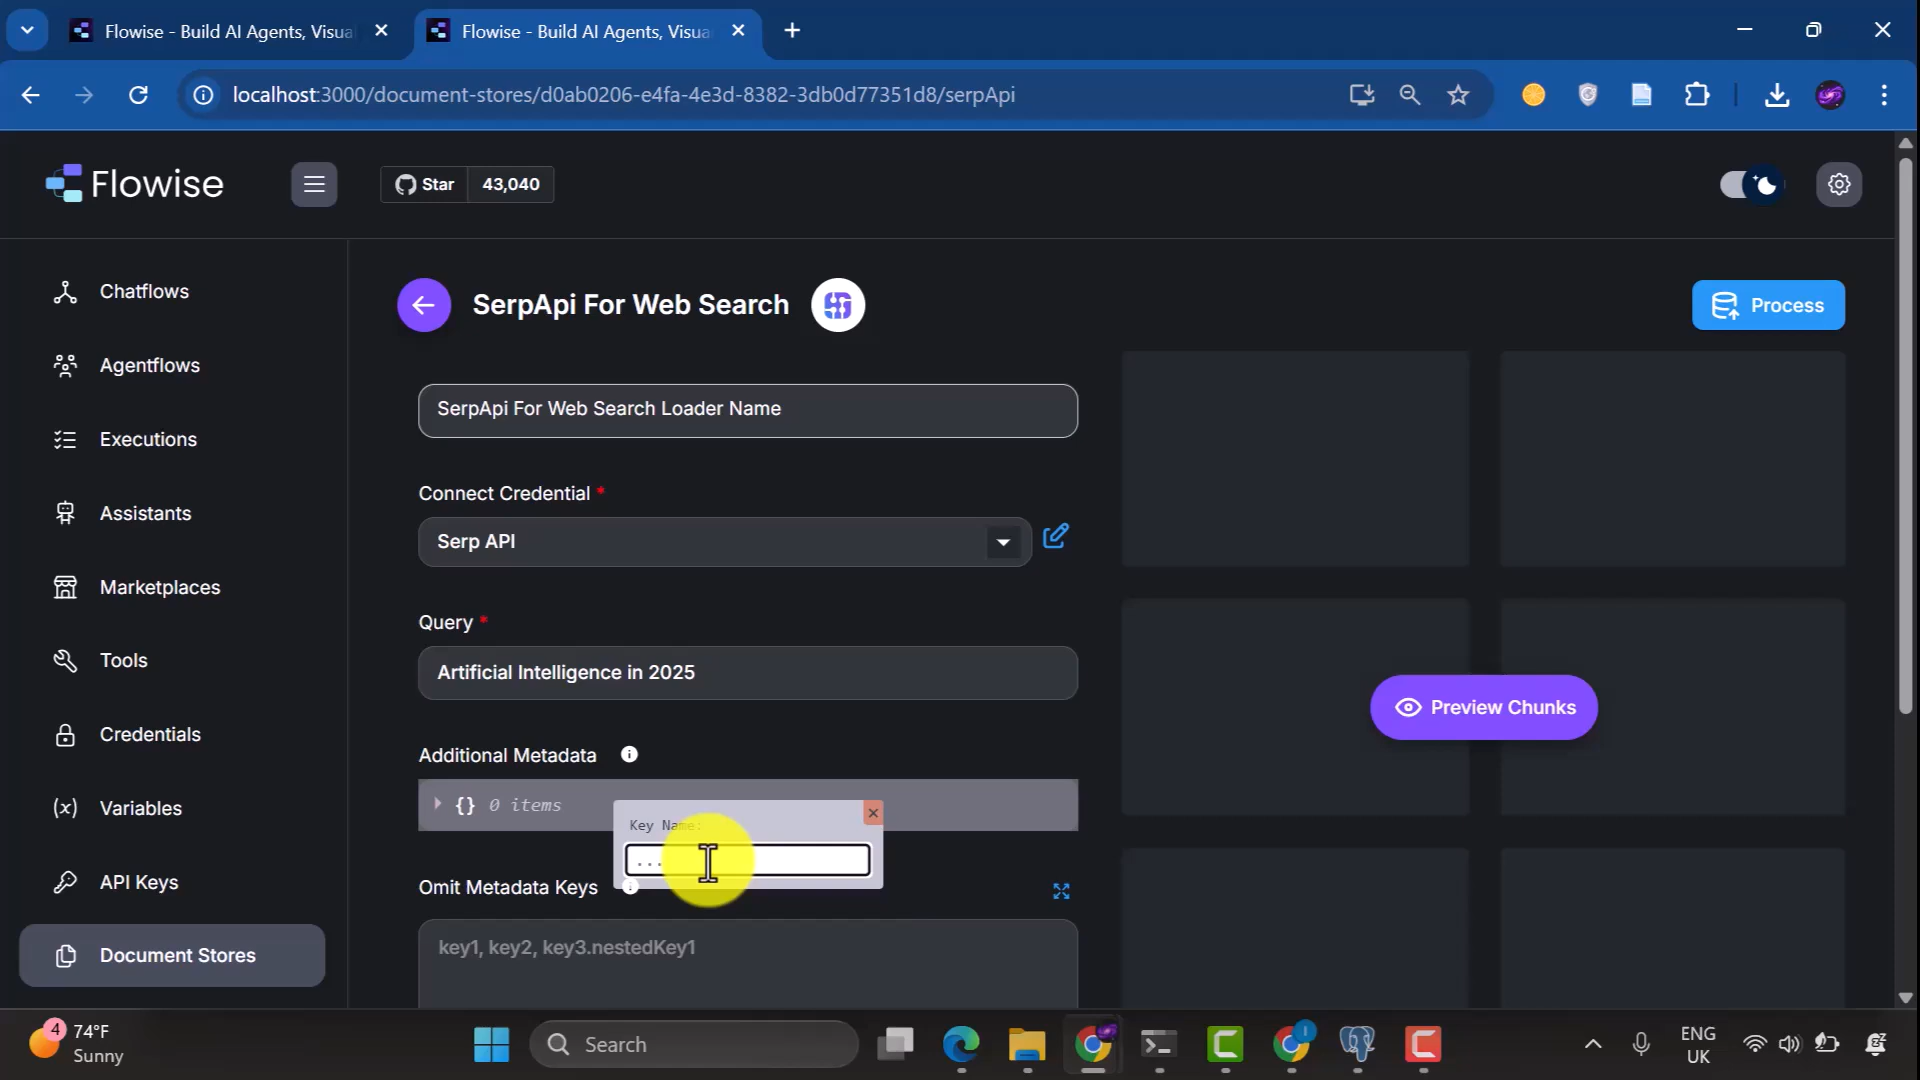 Flowise - Build AI Agents, Visua
Flowise - Build AI Agents, Visua
localhost:3000/document-stores/d0ab0206-e4fa-4e3d-8382-3db0d77351d8/serpApi
Flowise
Star
43,040
Chatflows
Agentflows
Executions
Assistants
Marketplaces
Tools
Credentials
Variables
API Keys
Document Stores
SerpApi For Web Search
Process
SerpApi For Web Search Loader Name
Connect Credential *
Serp API
Query *
Artificial Intelligence in 2025
Additional Metadata
{} 0 items
Key Name:
...
Omit Metadata Keys
key1, key2, key3.nestedKey1
Preview Chunks
4
74°F
Sunny
Search
ENG
UK